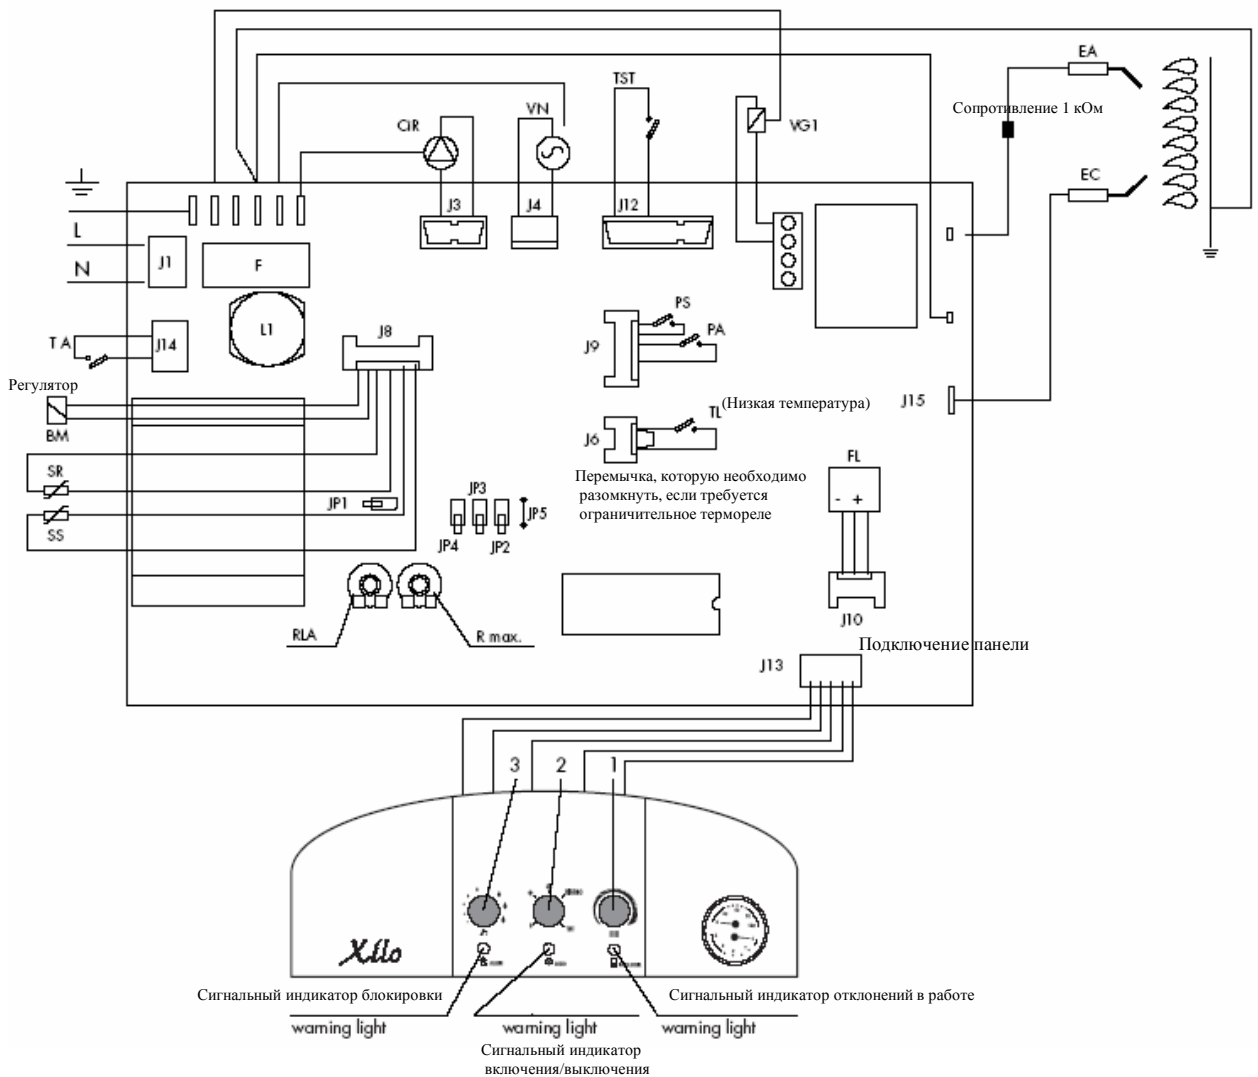 EA
TST
VN
Сопротивление 1 кОм
CIR
VG1
EC
J3
J4
J12
L
N
J1
F
PS
T A
J14
L1
J8
J9
PA
Регулятор
TL
(Низкая температура)
J15
BM
J6
SR
Перемычка, которую необходимо
разомкнуть, если требуется
ограничительное термореле
FL
- +
JP1
JP3
JP5
SS
JP4
JP2
RLA
R max.
J10
Подключение панели
J13
3
2
1
Xilo
Сигнальный индикатор блокировки
Сигнальный индикатор отклонений в работе
warning light
warning light
warning light
Сигнальный индикатор
включения/выключения